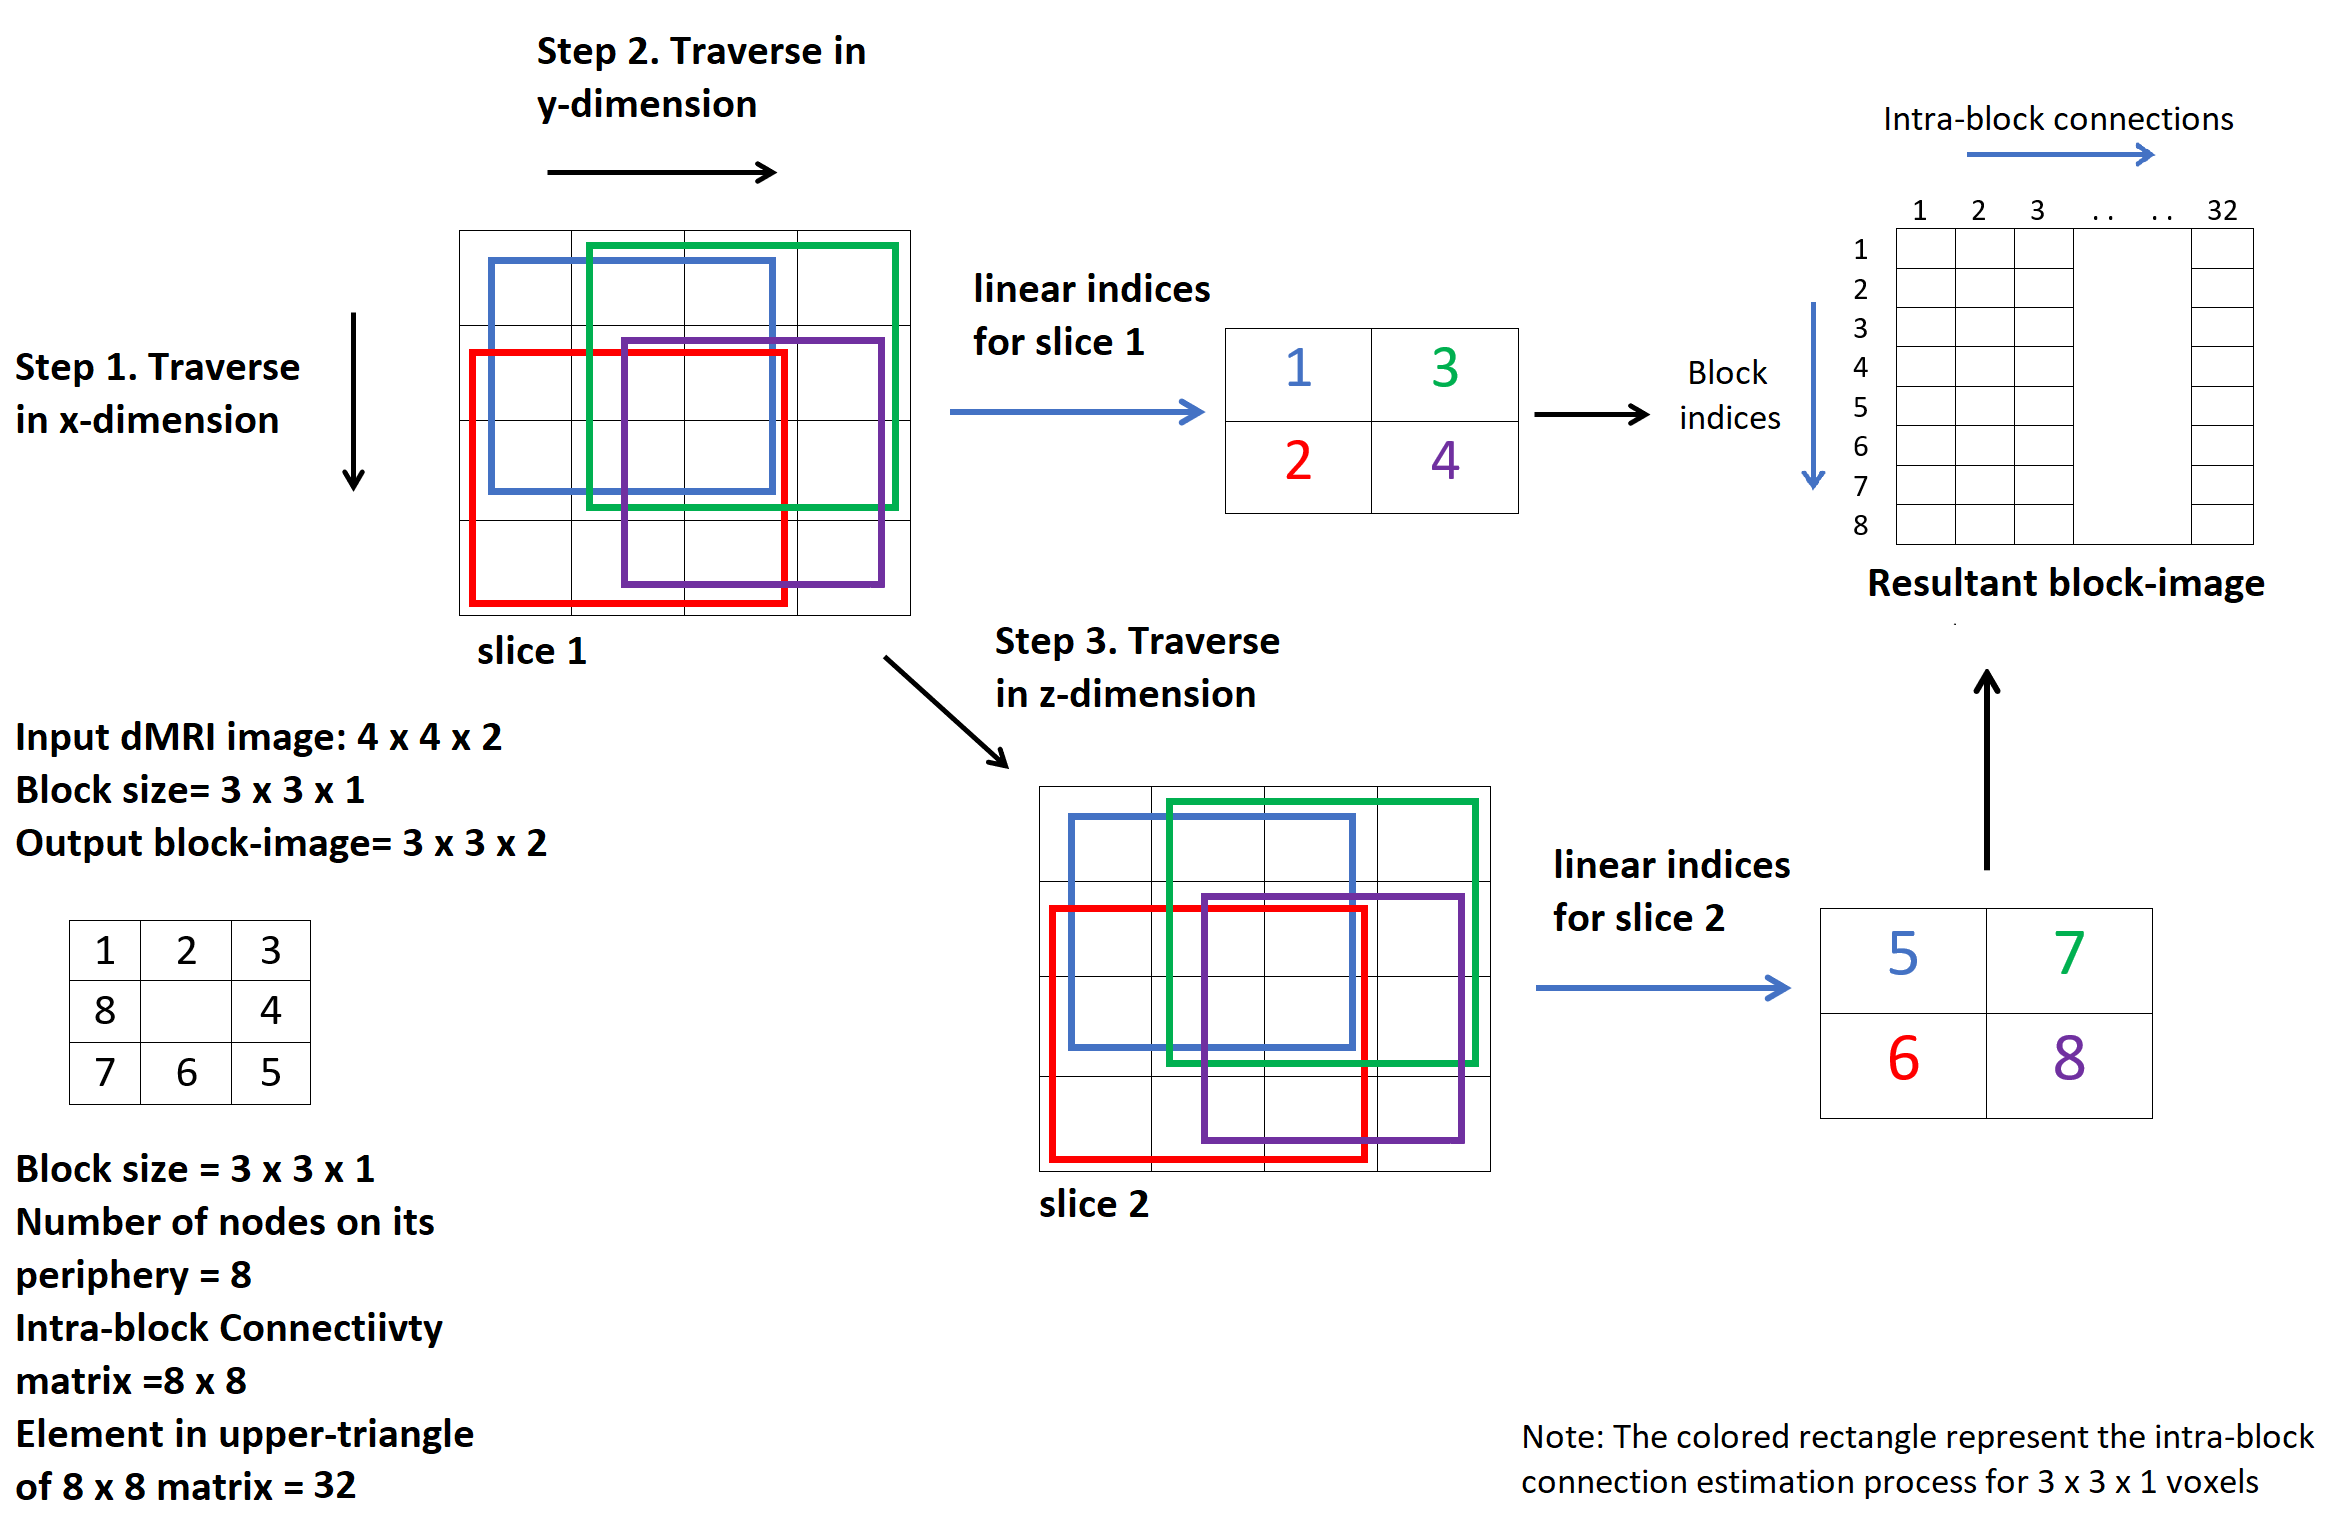 Step 2. Traverse in
y-dimension
Step 1. Traverse
in x-dimension
slice 1
linear indices
for slice 1
1 3
2 4
Block
indices
Intra-block connections
1 2 3 . . . . 32
1
2
3
4
5
6
7
8
Resultant block-image
Step 3. Traverse
in z-dimension
slice 2
linear indices
for slice 2
5 7
6 8
Input dMRI image: 4 x 4 x 2
Block size= 3 x 3 x 1
Output block-image= 3 x 3 x 2
1 2 3
8 4
7 6 5
Block size = 3 x 3 x 1
Number of nodes on its
periphery = 8
Intra-block Connectiivty
matrix =8 x 8
Element in upper-triangle
of 8 x 8 matrix = 32
Note: The colored rectangle represent the intra-block
connection estimation process for 3 x 3 x 1 voxels